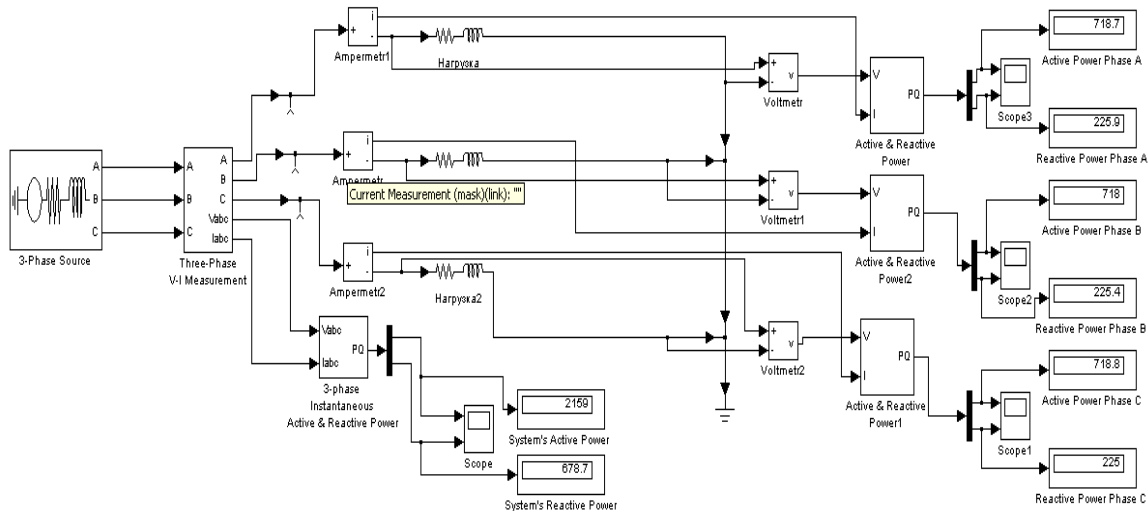 i
-
+
Ampermetr1
Нагрузка
718.7
Active Power Phase A
+
-
v
Voltmetr
V
I
PQ
Active & Reactive
Power
Scope3
225.9
Reactive Power Phase A
A
B
C
3-Phase Source
A
B
C
A
B
C
Vabc
Iabc
Three-Phase
V-I Measurement
+
i
-
Ampermetr
Current Measurement (mask)(link): ""
+
-
v
Voltmetr1
V
I
PQ
Active & Reactive
Power2
Scope2
718
Active Power Phase B
225.4
Reactive Power Phase B
+
i
-
Ampermetr2
Нагрузка2
+
-
v
Voltmetr2
V
I
PQ
Active & Reactive
Power1
Scope1
718.8
Active Power Phase C
225
Reactive Power Phase C
Vabc
Iabc
PQ
3-phase
Instantaneous
Active & Reactive Power
Scope
2159
System's Active Power
678.7
System's Reactive Power